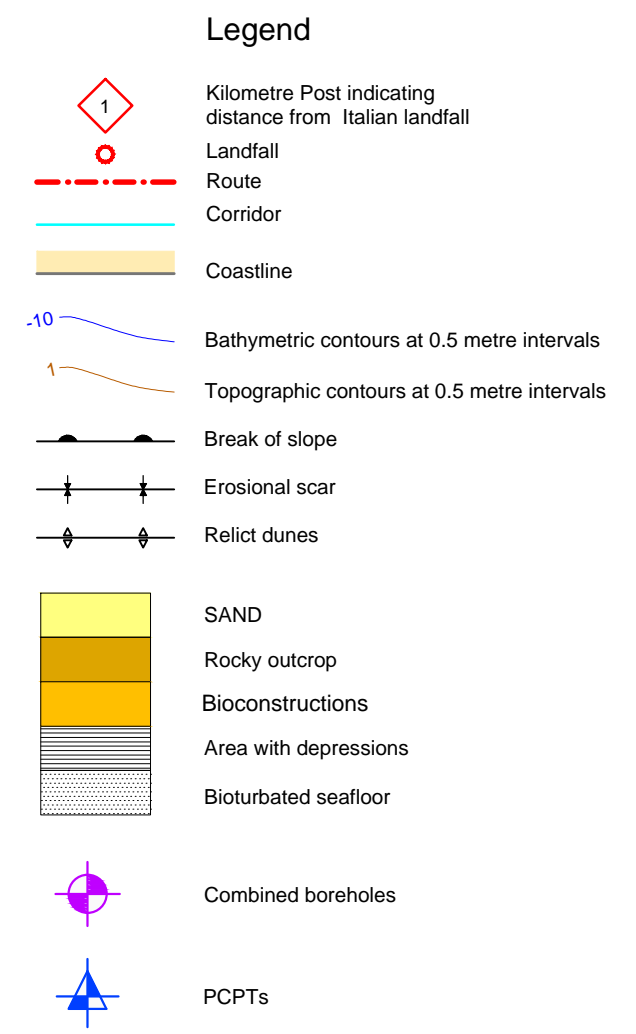 Legend
1
Kilometre Post indicating
distance from Italian landfall
Landfall
Route
Corridor
Coastline
-10
Bathymetric contours at 0.5 metre intervals
1
Topographic contours at 0.5 metre intervals
Break of slope
Erosional scar
Relict dunes
SAND
Rocky outcrop
Bioconstructions
Area with depressions
Bioturbated seafloor
Combined boreholes
PCPTs